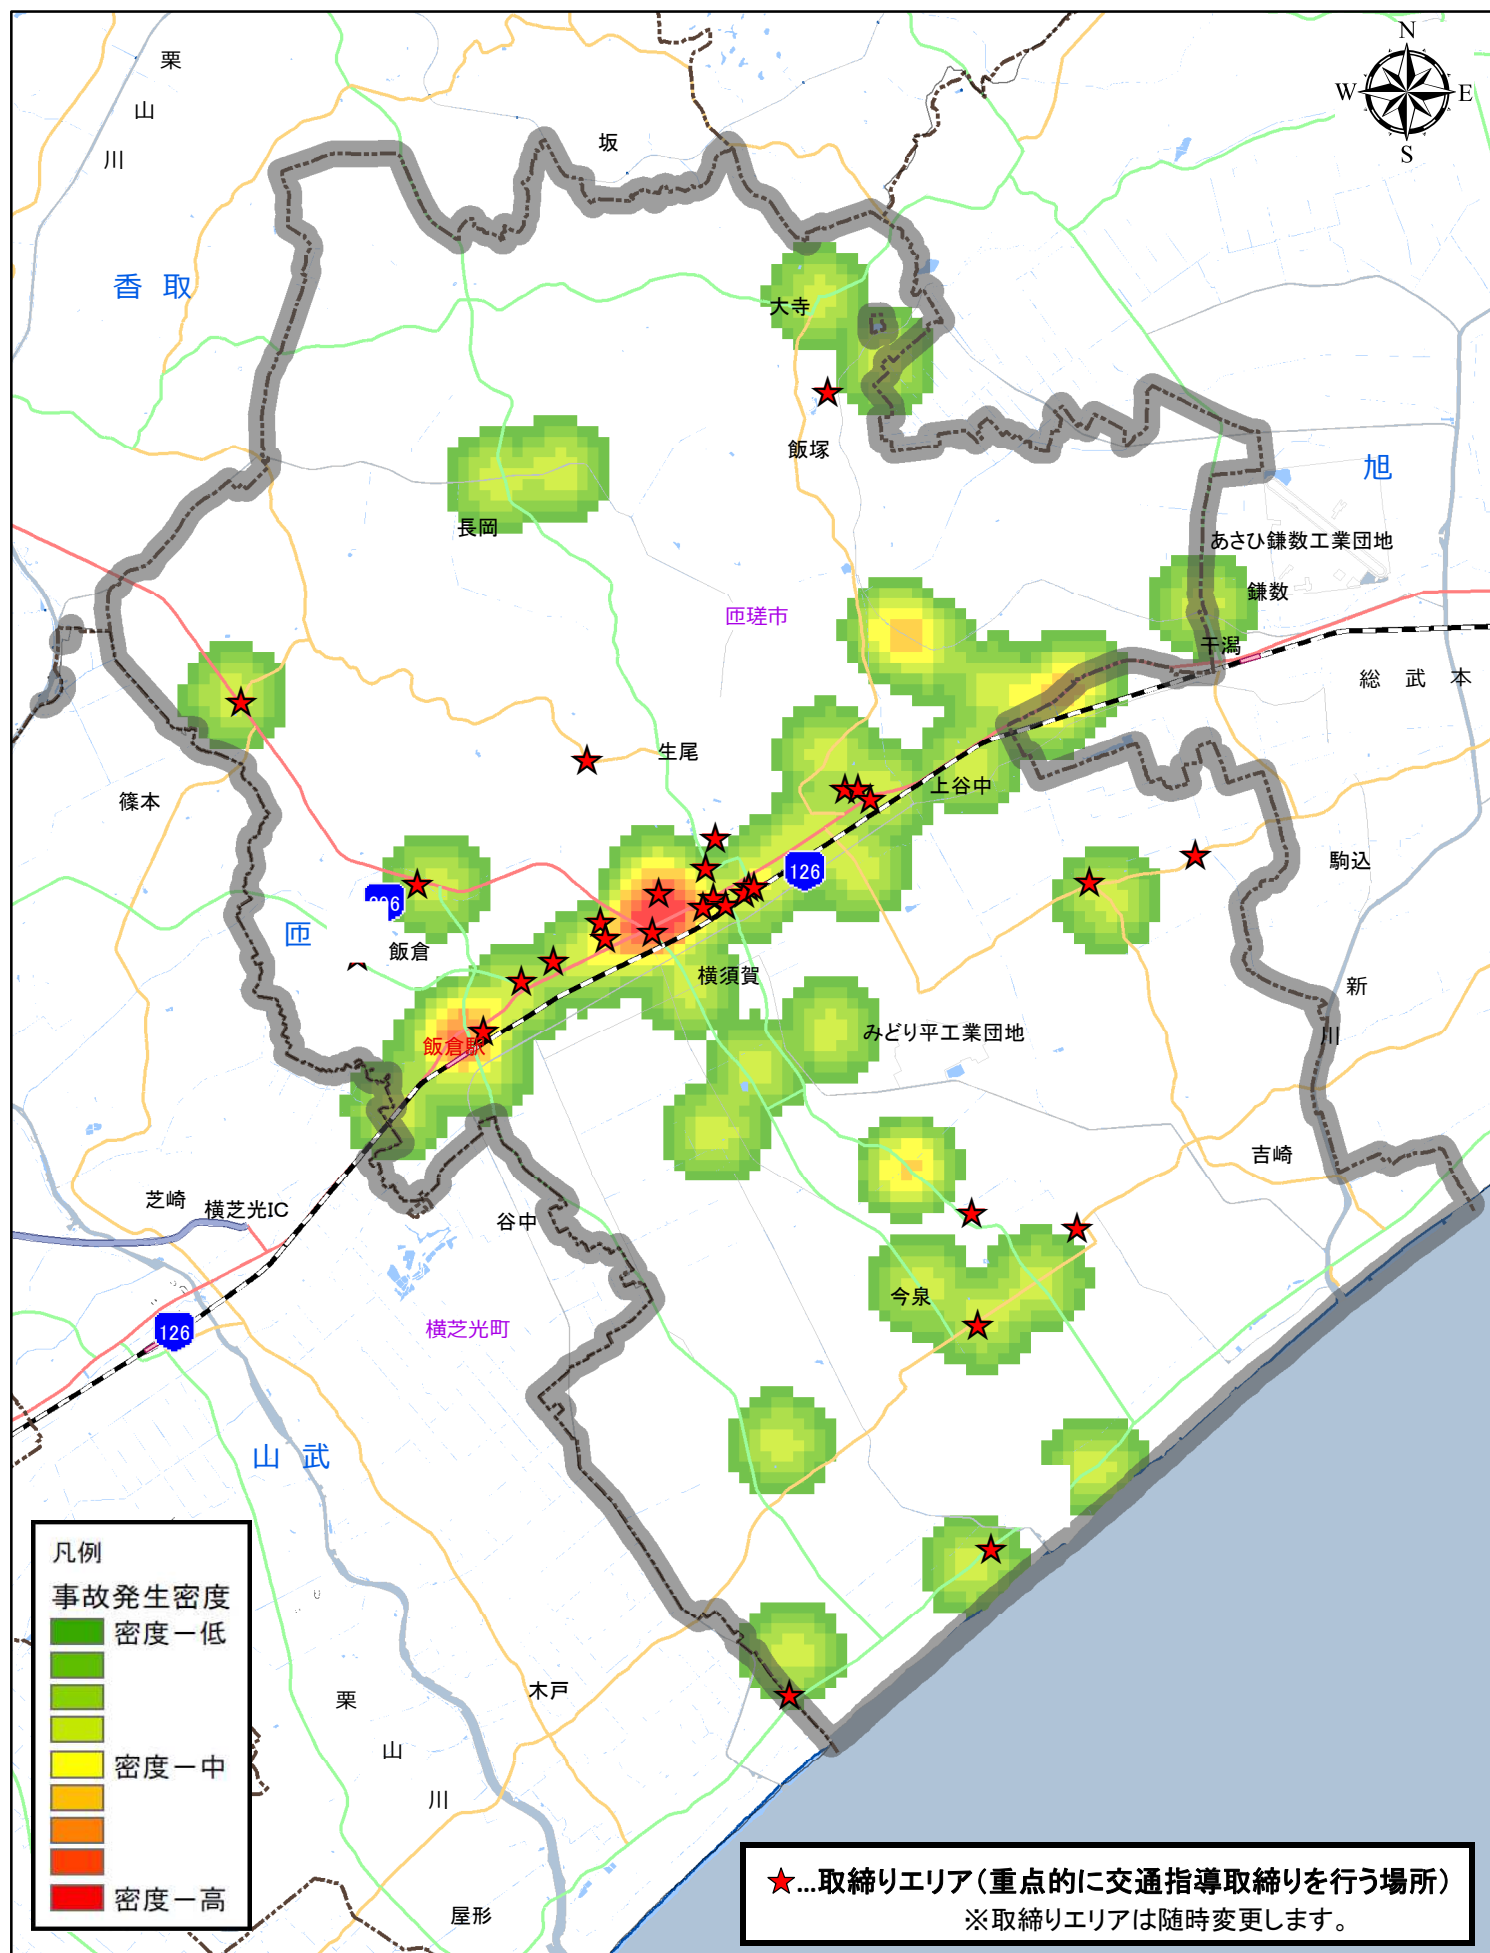 N
W E
S
栗
山
川
坂
香 取
大寺
飯塚
旭
長岡
あさひ鎌数工業団地
鎌数
匝瑳市
干潟
総 武 本
生尾
上谷中
篠本
駒込
126
匝
飯倉
横須賀
新
川
みどり平工業団地
飯倉駅
吉崎
芝崎
横芝光IC
谷中
今泉
横芝光町
126
山 武
木戸
栗
山
川
屋形
凡例
事故発生密度
密度－低
密度－中
密度－高
★…取締りエリア(重点的に交通指導取締りを行う場所)
※取締りエリアは随時変更します。